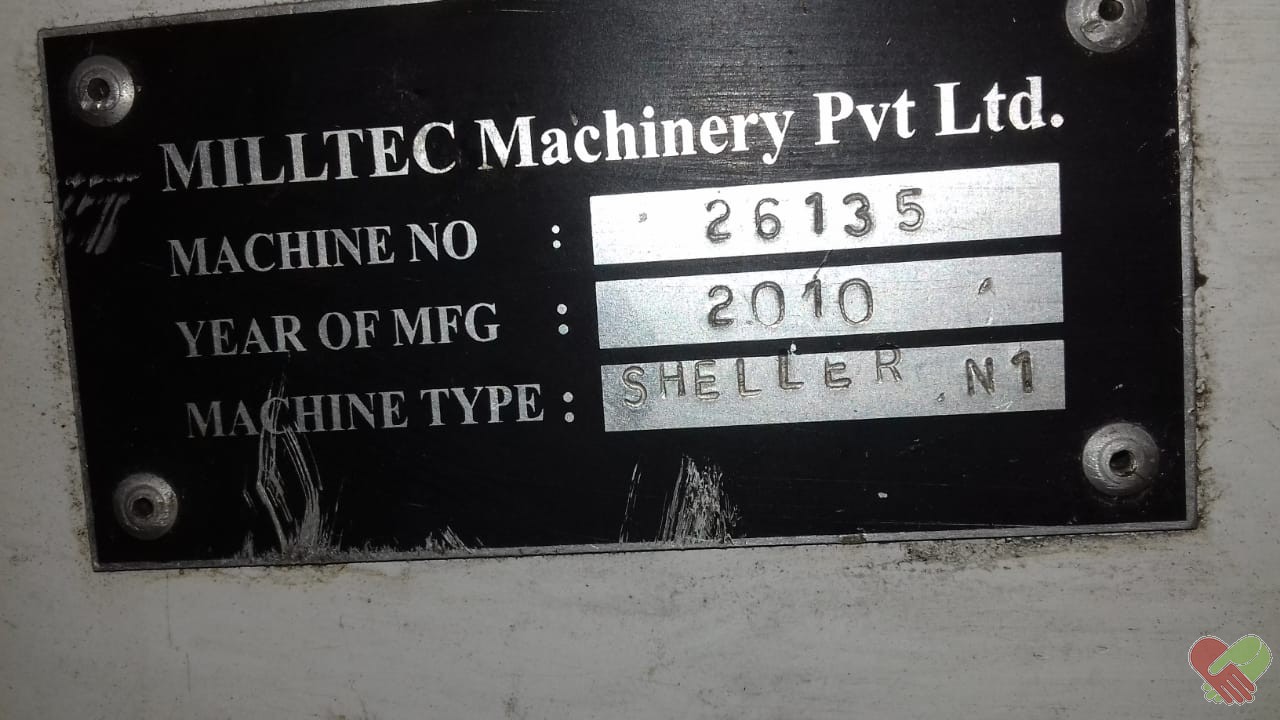 MILLTEC Machinery Pvt Ltd.
MACHINE NO : 26135
YEAR OF MFG : 2010
MACHINE TYPE : SHELLER N1